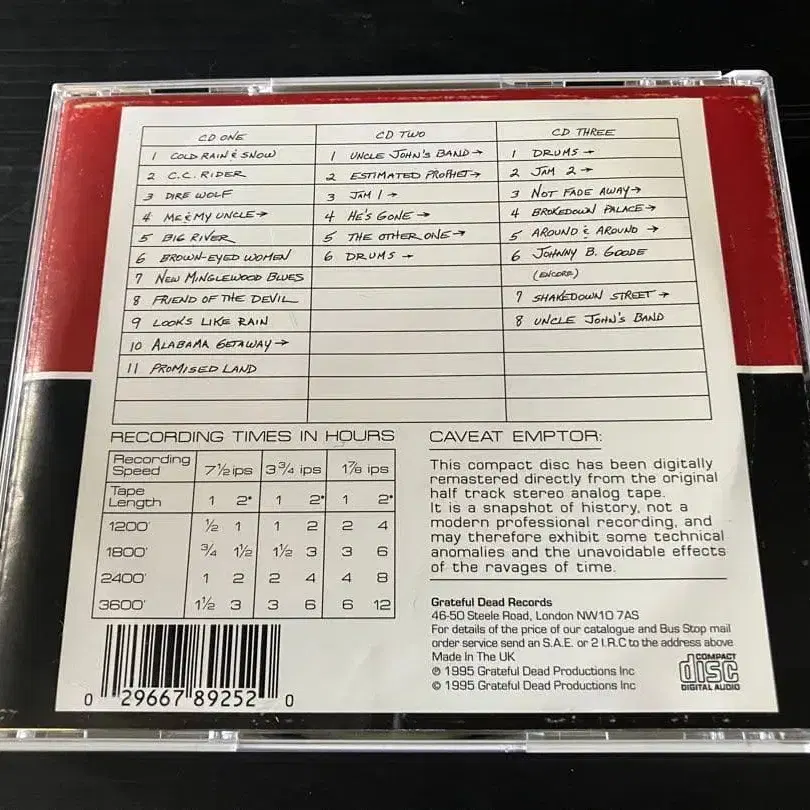 CD ONE
1 COLD RAIN & SNOW
2 C.C. RIDER
3 DIRE WOLF
4 ME & MY UNCLE →
5 BIG RIVER
6 BROWN-EYED WOMEN
7 NEW MINGLEWOOD BLUES
8 FRIEND OF THE DEVIL
9 LOOKS LIKE RAIN
10 ALABAMA GETAWAY →
11 PROMISED LAND
CD TWO
1 UNCLE JOHN'S BAND →
2 ESTIMATED PROPHET →
3 JAM 1 →
4 HE'S GONE →
5 THE OTHER ONE →
6 DRUMS →
CD THREE
1 DRUMS →
2 JAM 2 →
3 NOT FADE AWAY →
4 BROKEDOWN PALACE →
5 AROUND & AROUND →
6 JOHNNY B. GOODE
(ENCORE)
7 SHAKEDOWN STREET →
8 UNCLE JOHN'S BAND
RECORDING TIMES IN HOURS
Recording Speed 7½ ips 3¾ ips 1⅞ ips
Tape Length 1 2* 1 2* 1 2*
1200' ½ 1 1 2 2 4
1800' ¾ 1½ 1½ 3 3 6
2400' 1 2 2 4 4 8
3600' 1½ 3 3 6 6 12
CAVEAT EMPTOR:
This compact disc has been digitally
remastered directly from the original
half track stereo analog tape.
It is a snapshot of history, not a
modern professional recording, and
may therefore exhibit some technical
anomalies and the unavoidable effects
of the ravages of time.
Grateful Dead Records
46-50 Steele Road, London NW10 7AS
For details of the price of our catalogue and Bus Stop mail
order service send an S.A.E. or 2 I.R.C to the address above
Made In The UK
℗ 1995 Grateful Dead Productions Inc
© 1995 Grateful Dead Productions Inc
COMPACT
disc
DIGITAL AUDIO
0 29667 89252 0